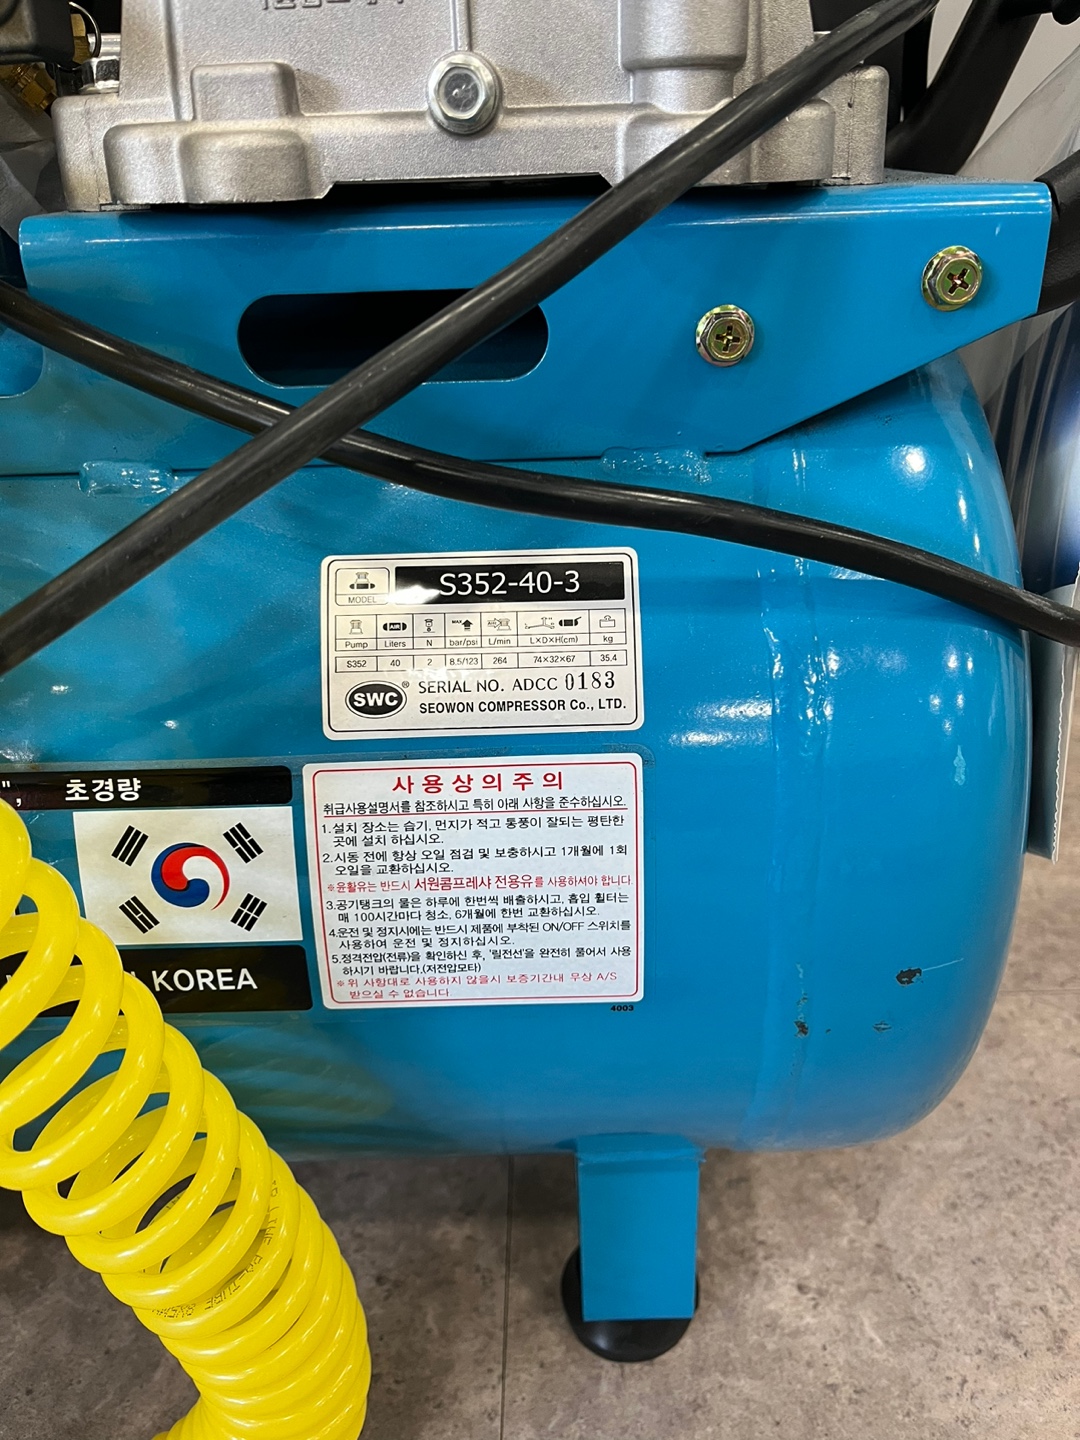 MODEL
S352-40-3
AIR MAX AIR
Pump Liters N bar/psi L/min L×D×H(cm) kg
S352 40 2 8.5/123 264 74×32×67 35.4
SWC® SERIAL NO. ADCC 0183
SEOWON COMPRESSOR Co., LTD.
", 초경량
KOREA
사용상의주의
취급사용설명서를 참조하시고 특히 아래 사항을 준수하십시오.
1.설치 장소는 습기, 먼지가 적고 통풍이 잘되는 평탄한
곳에 설치 하십시오.
2.시동 전에 항상 오일 점검 및 보충하시고 1개월에 1회
오일을 교환하십시오.
※윤활유는 반드시 서원콤프레샤 전용유를 사용하셔야 합니다.
3.공기탱크의 물은 하루에 한번씩 배출하시고, 흡입 휠터는
매 100시간마다 청소, 6개월에 한번 교환하십시오.
4.운전 및 정지시에는 반드시 제품에 부착된 ON/OFF 스위치를
사용하여 운전 및 정지하십시오.
5.정격전압(전류)을 확인하신 후, '릴전선'을 완전히 풀어서 사용
하시기 바랍니다.(저전압모타)
※위 사항대로 사용하지 않을시 보증기간내 무상 A/S
받으실 수 없습니다.
4003